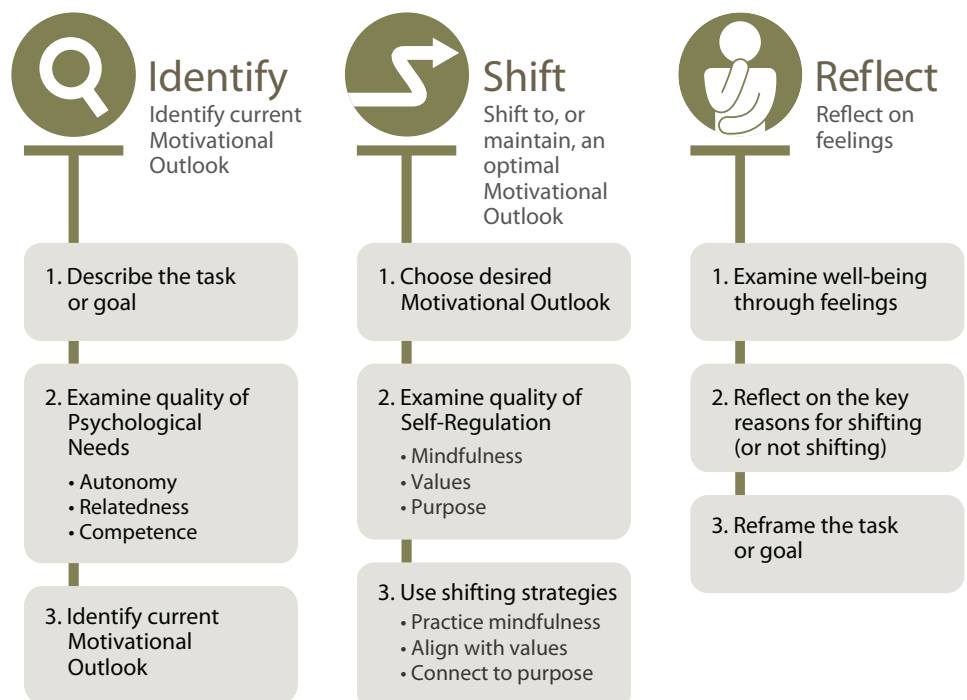 Identify
Identify current
Motivational
Outlook
1. Describe the task
or goal
2. Examine quality of
Psychological
Needs
• Autonomy
• Relatedness
• Competence
3. Identify current
Motivational
Outlook
Shift
Shift to, or
maintain, an
optimal
Motivational
Outlook
1. Choose desired
Motivational Outlook
2. Examine quality of
Self-Regulation
• Mindfulness
• Values
• Purpose
3. Use shifting strategies
• Practice mindfulness
• Align with values
• Connect to purpose
Reflect
Reflect on
feelings
1. Examine well-being
through feelings
2. Reflect on the key
reasons for shifting
(or not shifting)
3. Reframe the task
or goal